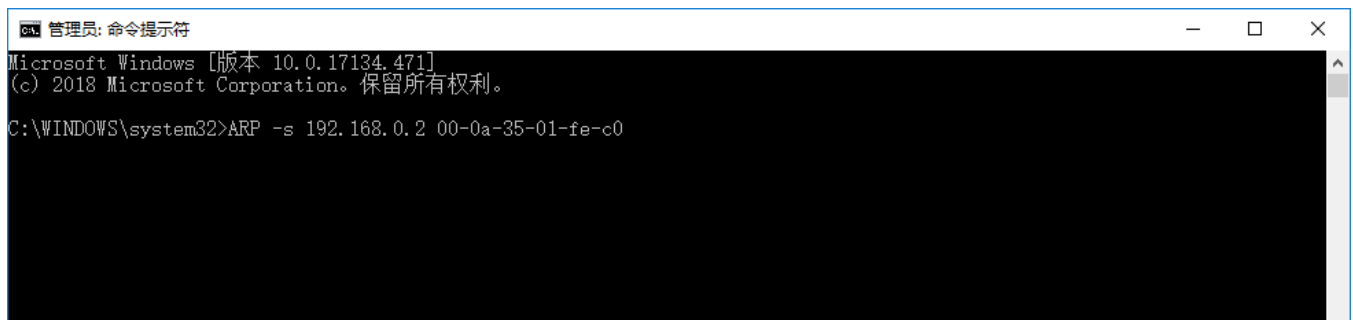 管理员: 命令提示符
Microsoft Windows [版本 10.0.17134.471]
(c) 2018 Microsoft Corporation。保留所有权利。
C:\WINDOWS\system32>ARP -s 192.168.0.2 00-0a-35-01-fe-c0